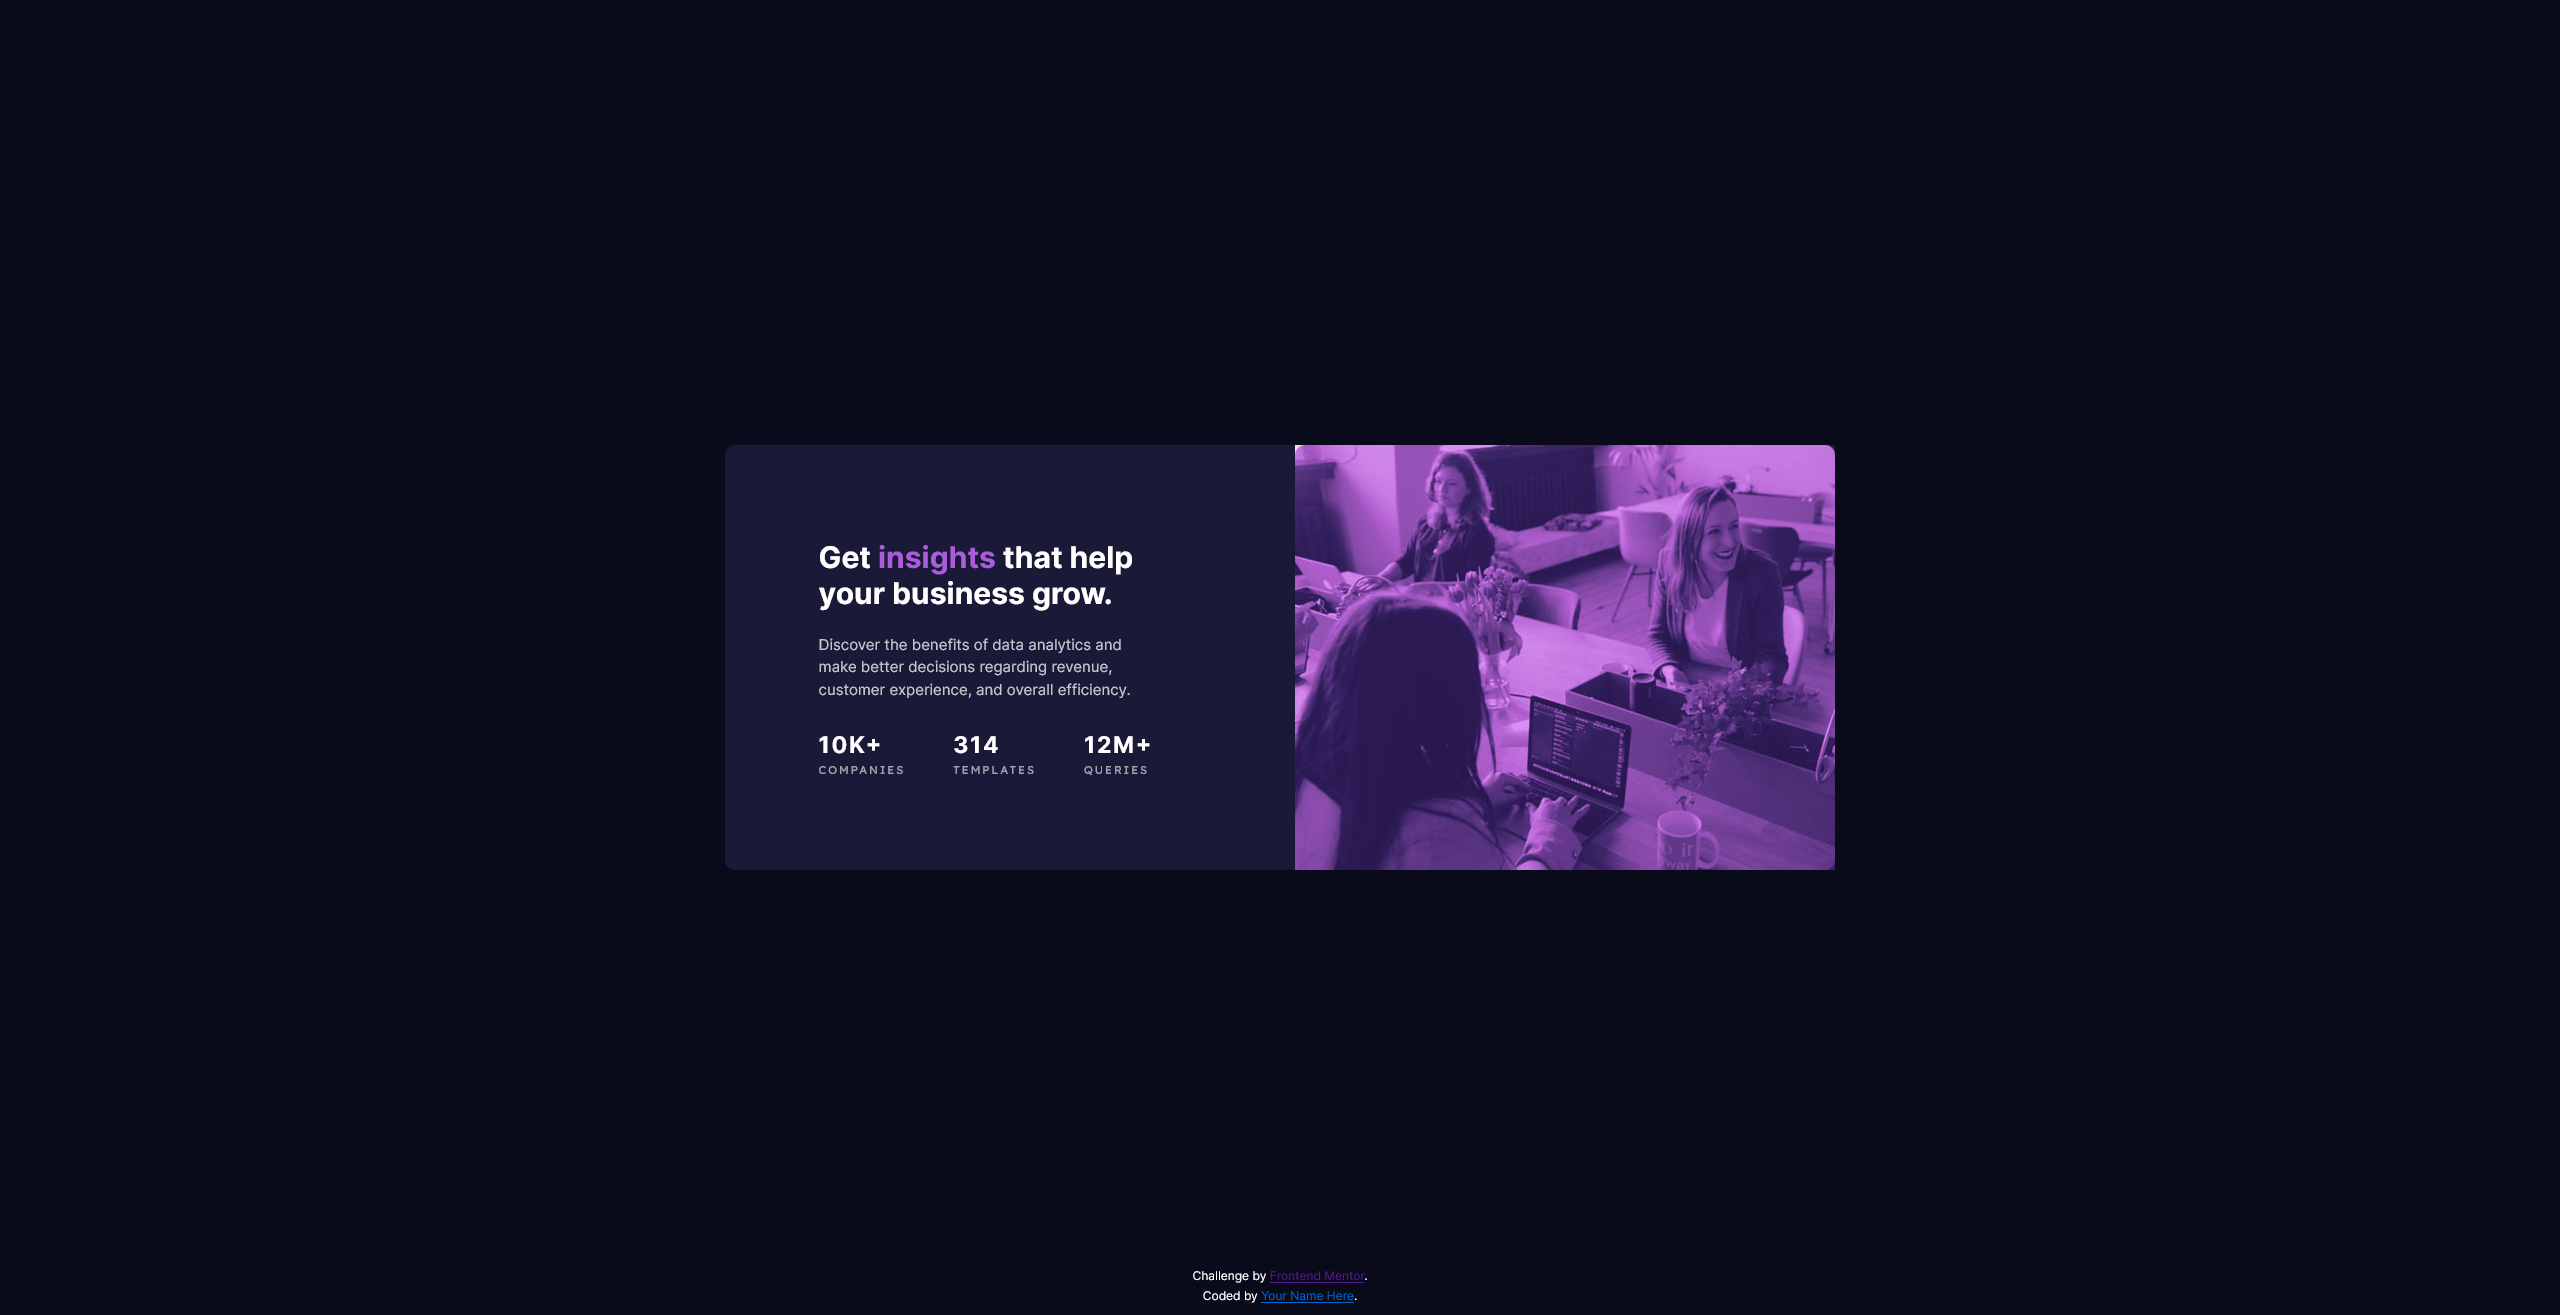 Get insights that help
your business grow.
Discover the benefits of data analytics and
make better decisions regarding revenue,
customer experience, and overall efficiency.
10K+ 314 12M+
COMPANIES TEMPLATES QUERIES
Challenge by Frontend Mentor.
Coded by Your Name Here.